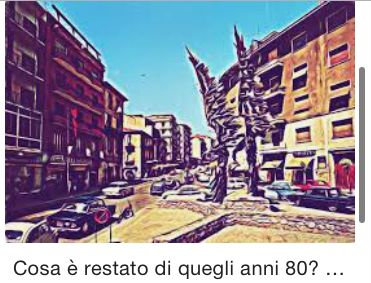 Cosa è restato di quegli anni 80? ...